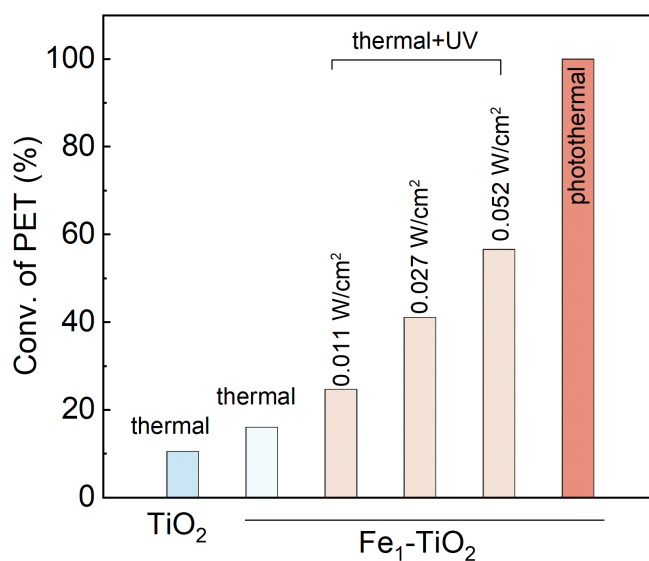 Conv. of PET (%)
100
80
60
40
20
0
thermal+UV
thermal
thermal
0.011 W/cm²
0.027 W/cm²
0.052 W/cm²
photothermal
TiO₂
Fe₁-TiO₂